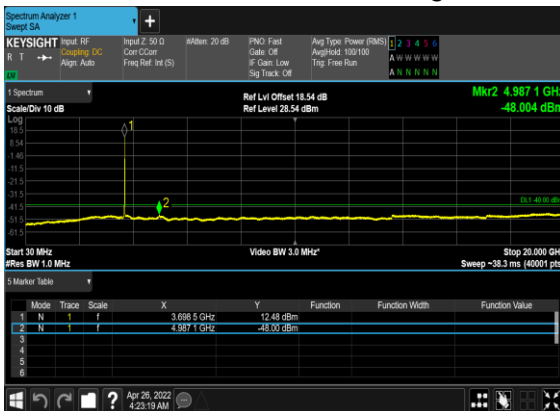 Spectrum Analyzer 1
Swept SA
KEYSIGHT Input: RF Input Z: 50 Ω #Atten: 20 dB PNO: Fast Avg Type: Power (RMS) 1 2 3 4 5 6
R T Coupling: DC Corr CCorr Gate: Off Avg|Hold: 100/100 A W W W W W
Align: Auto Freq Ref: Int (S) IF Gain: Low Trig: Free Run
Sig Track: Off A N N N N N
LV
1 Spectrum
Scale/Div 10 dB Ref Lvl Offset 18.54 dB Mkr2 4.987 1 GHz
Ref Level 28.54 dBm -48.004 dBm
Log
18.5
8.54
-1.46
-11.5
-21.5
-31.5
-41.5
-51.5
-61.5
1
2
DL1 -40.00 dBm
Start 30 MHz Video BW 3.0 MHz* Stop 20.000 GHz
#Res BW 1.0 MHz Sweep ~38.3 ms (40001 pts)
5 Marker Table
Mode Trace Scale X Y Function Function Width Function Value
1 N 1 f 3.698 5 GHz 12.48 dBm
2 N 1 f 4.987 1 GHz -48.00 dBm
3
4
5
6
? Apr 26, 2022
4:23:19 AM